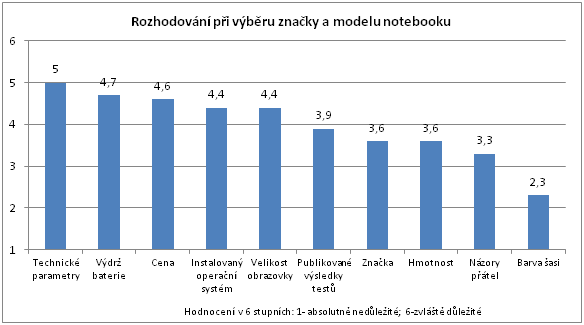 Rozhodování při výběru značky a modelu notebooku
6
5
4
3
2
1
5
4,7
4,6
4,4
4,4
3,9
3,6
3,6
3,3
2,3
Technické
parametry
Výdrž
baterie
Cena
Instalovaný
operační
systém
Velikost
obrazovky
Publikované
výsledky
testů
Značka
Hmotnost
Názory
přátel
Barva šasi
Hodnocení v 6 stupních: 1- absolutně nedůležité; 6-zvláště důležité